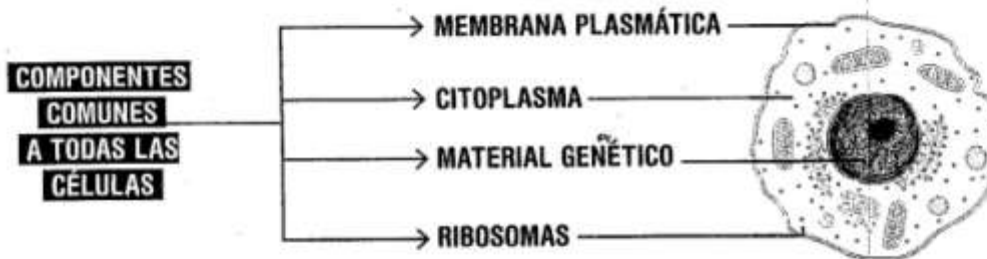 COMPONENTES
COMUNES
A TODAS LAS
CÉLULAS
MEMBRANA PLASMÁTICA
CITOPLASMA
MATERIAL GENÉTICO
RIBOSOMAS